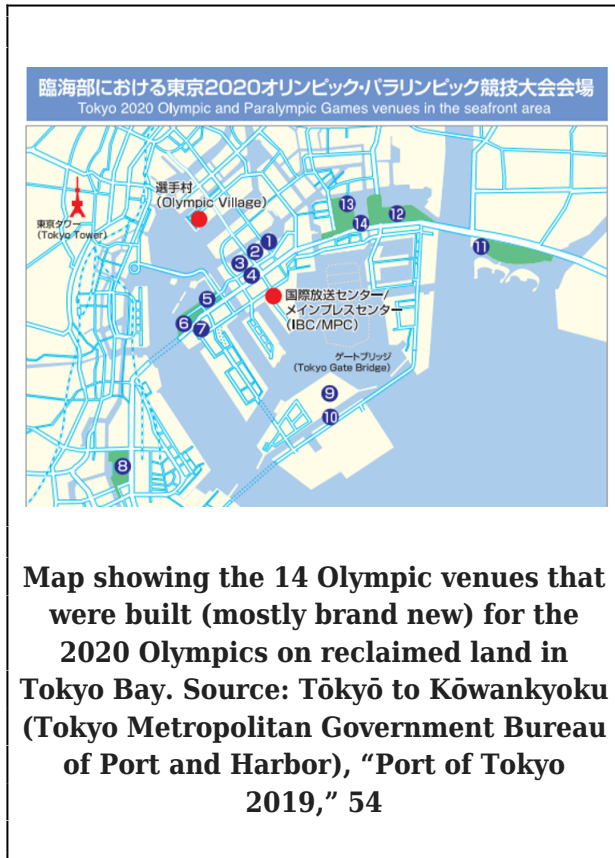 臨海部における東京2020オリンピック・パラリンピック競技大会会場
Tokyo 2020 Olympic and Paralympic Games venues in the seafront area
選手村
(Olympic Village)
東京タワー
(Tokyo Tower)
13
12
14
11
1
2
3
4
5
国際放送センター/
メインプレスセンター
(IBC/MPC)
6
7
ゲートブリッジ
(Tokyo Gate Bridge)
9
10
8
Map showing the 14 Olympic venues that
were built (mostly brand new) for the
2020 Olympics on reclaimed land in
Tokyo Bay. Source: Tōkyō to Kōwankyoku
(Tokyo Metropolitan Government Bureau
of Port and Harbor), “Port of Tokyo
2019,” 54